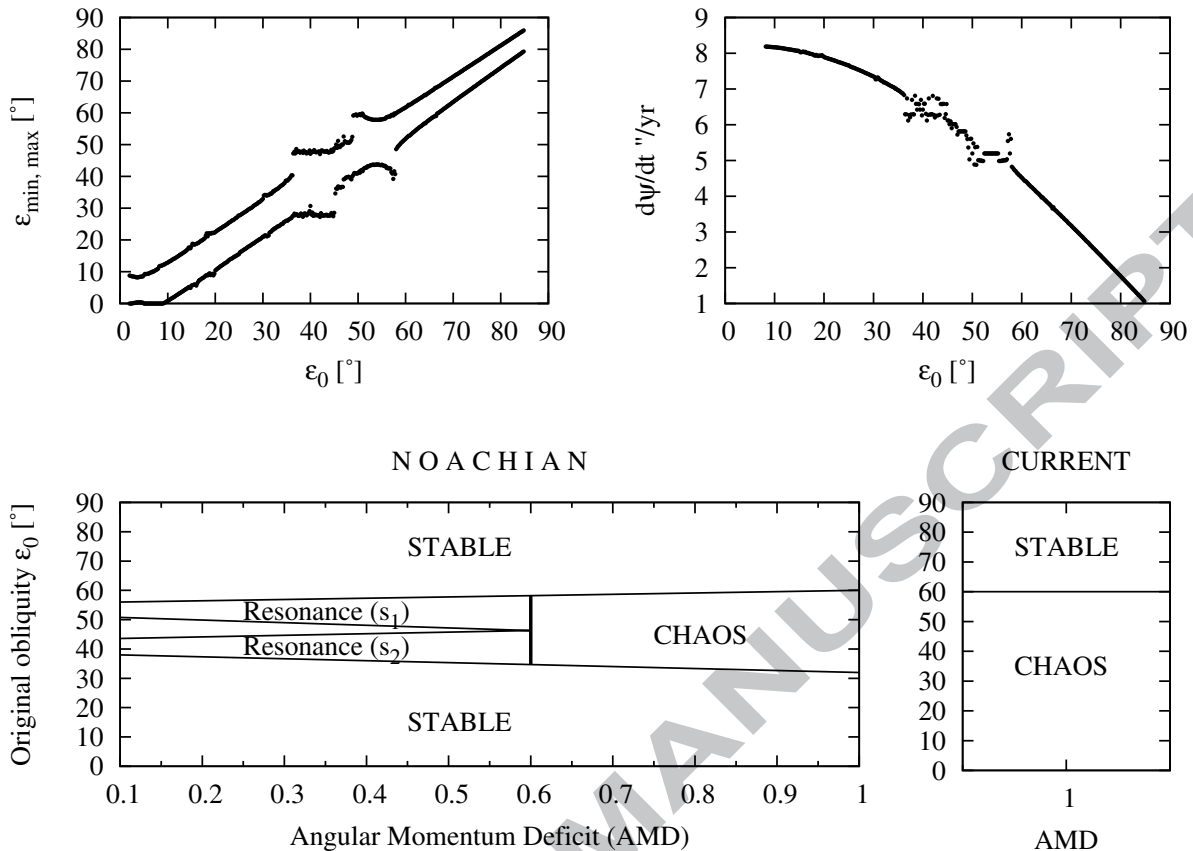 90
80
70
60
50
40
30
20
10
0
ε_min, max [˚]
0 10 20 30 40 50 60 70 80 90
ε_0 [˚]
9
8
7
6
5
4
3
2
1
dψ/dt "/yr
0 10 20 30 40 50 60 70 80 90
ε_0 [˚]
N O A C H I A N
90
80
70
60
50
40
30
20
10
0
Original obliquity ε_0 [˚]
STABLE
Resonance (s_1)
Resonance (s_2)
CHAOS
STABLE
0.1 0.2 0.3 0.4 0.5 0.6 0.7 0.8 0.9 1
Angular Momentum Deficit (AMD)
CURRENT
90
80
70
60
50
40
30
20
10
0
STABLE
CHAOS
1
AMD
MANUSCRIPT